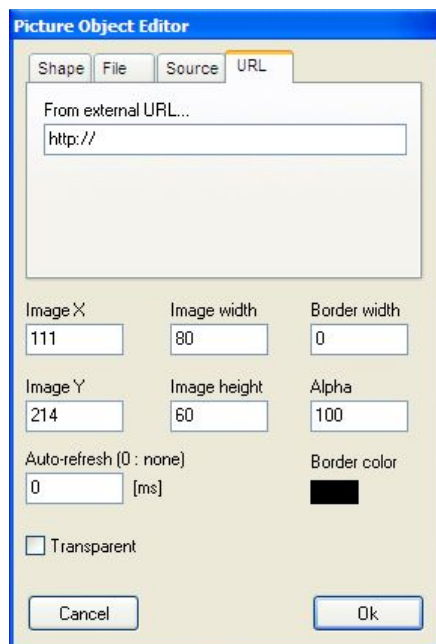 Picture Object Editor
Shape File Source URL
From external URL...
http://
Image X Image width Border width
111 80 0
Image Y Image height Alpha
214 60 100
Auto-refresh (0 : none) Border color
0 [ms]
Transparent
Cancel Ok